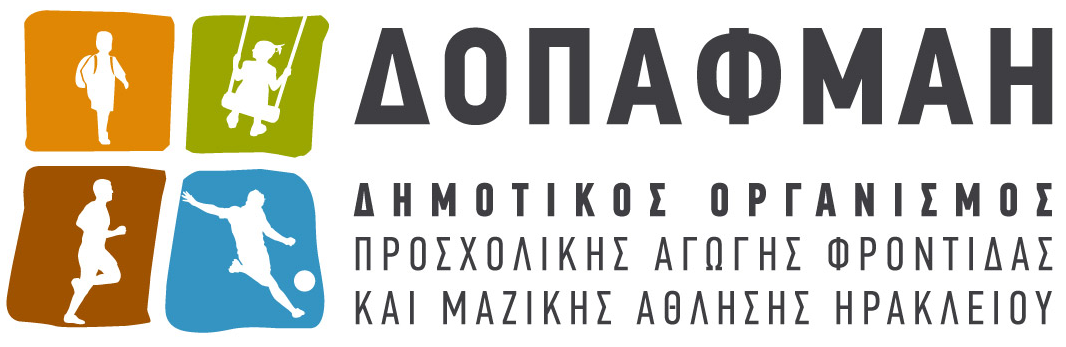 ΔΟΠΑΦΜΑΗ
ΔΗΜΟΤΙΚΟΣ ΟΡΓΑΝΙΣΜΟΣ
ΠΡΟΣΧΟΛΙΚΗΣ ΑΓΩΓΗΣ ΦΡΟΝΤΙΔΑΣ
ΚΑΙ ΜΑΖΙΚΗΣ ΑΘΛΗΣΗΣ ΗΡΑΚΛΕΙΟΥ